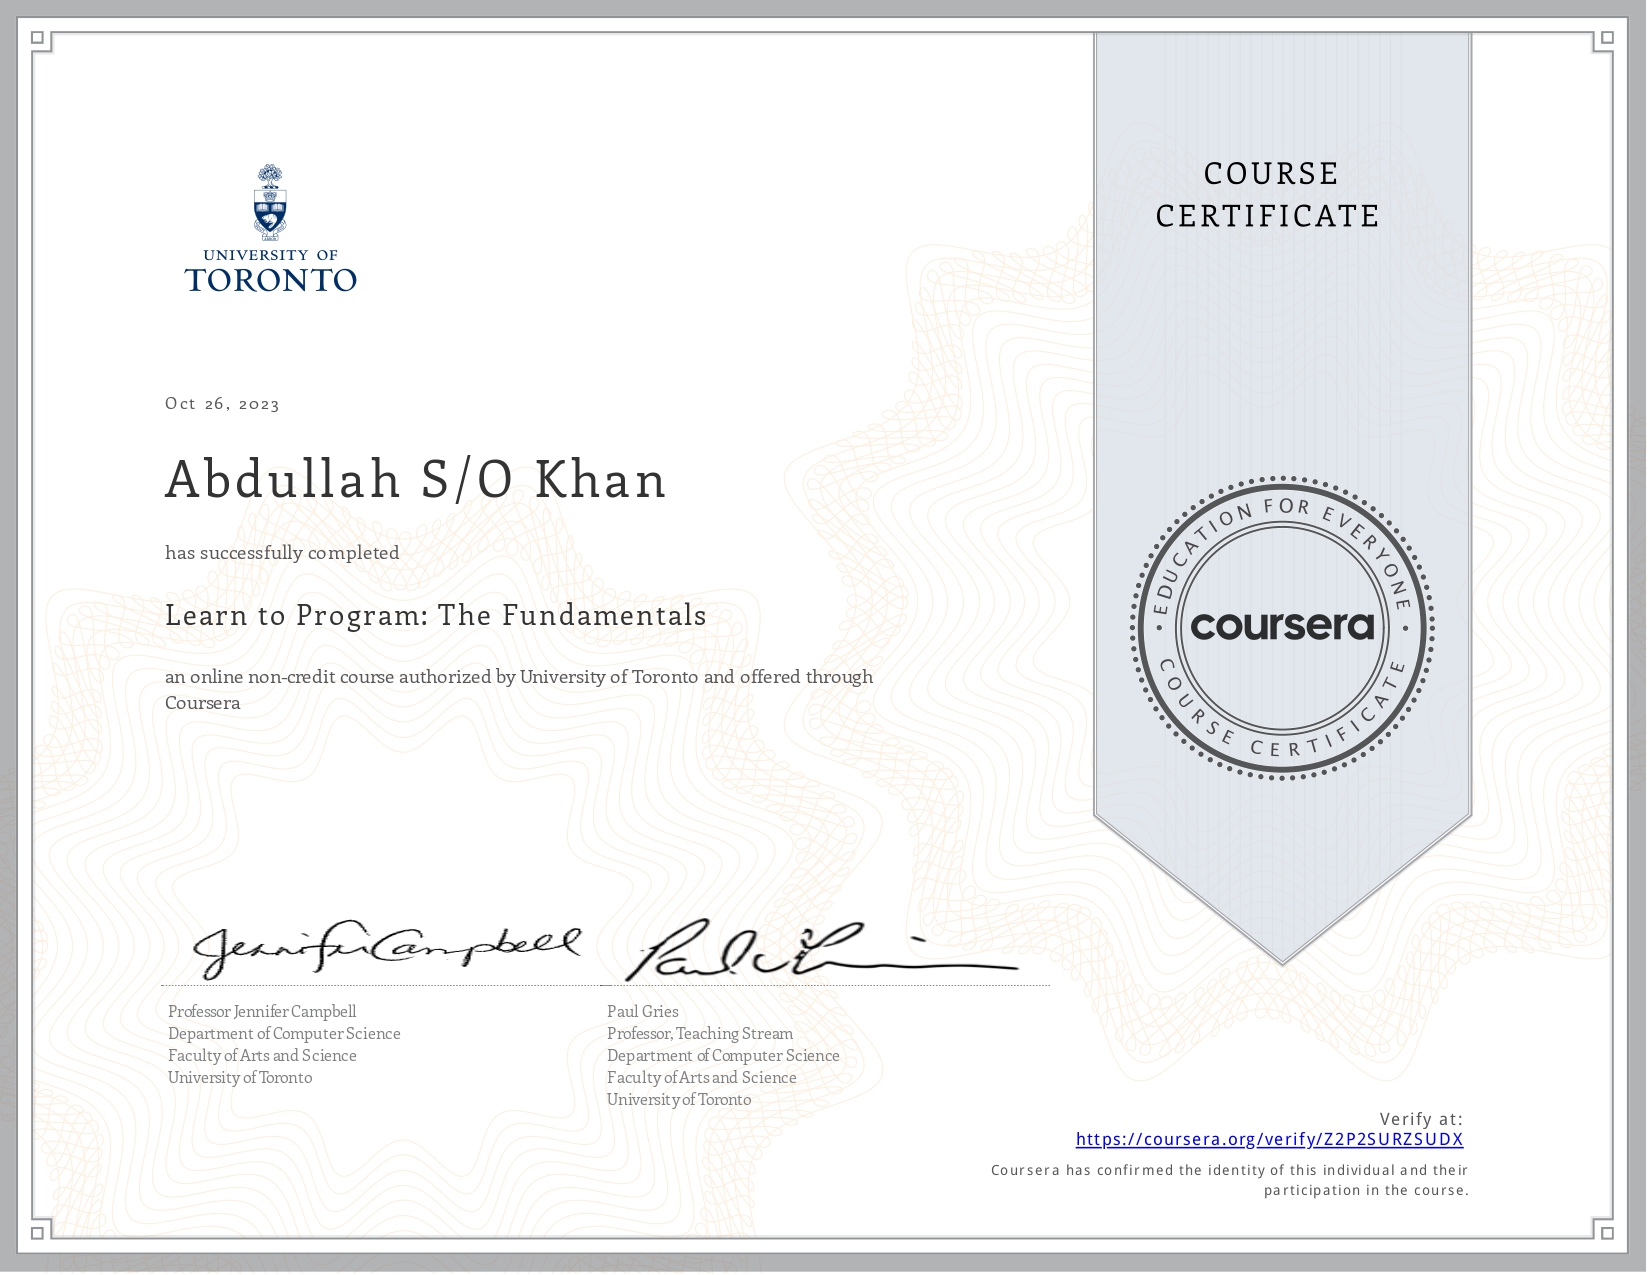 UNIVERSITY OF
TORONTO
COURSE
CERTIFICATE
Oct 26, 2023
Abdullah S/O Khan
has successfully completed
Learn to Program: The Fundamentals
an online non-credit course authorized by University of Toronto and offered through
Coursera
EDUCATION FOR EVERYONE
coursera
COURSE CERTIFICATE
Jennifer Campbell
Professor Jennifer Campbell
Department of Computer Science
Faculty of Arts and Science
University of Toronto
Paul Gries
Professor, Teaching Stream
Department of Computer Science
Faculty of Arts and Science
University of Toronto
Verify at:
https://coursera.org/verify/Z2P2SURZSUDX
Coursera has confirmed the identity of this individual and their
participation in the course.